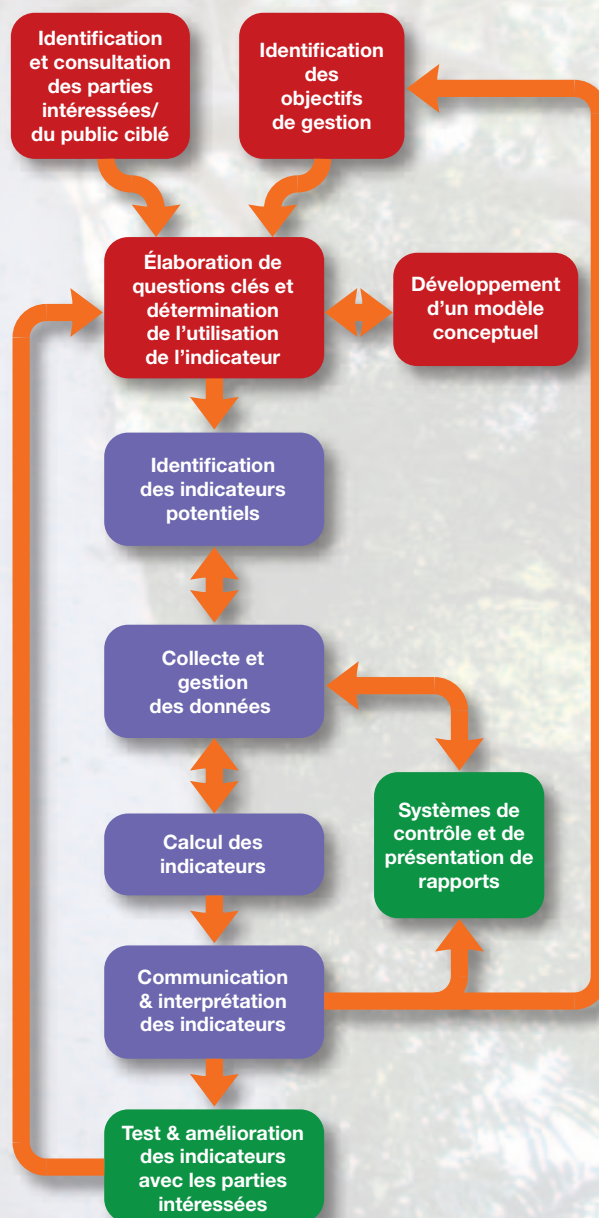 Identification
et consultation
des parties
intéressées/
du public ciblé
Identification
des
objectifs
de gestion
Élaboration de
questions clés et
détermination
de l’utilisation
de l’indicateur
Développement
d’un modèle
conceptuel
Identification
des indicateurs
potentiels
Collecte et
gestion
des données
Systèmes de
contrôle et de
présentation de
rapports
Calcul des
indicateurs
Communication
& interprétation
des indicateurs
Test & amélioration
des indicateurs
avec les parties
intéressées